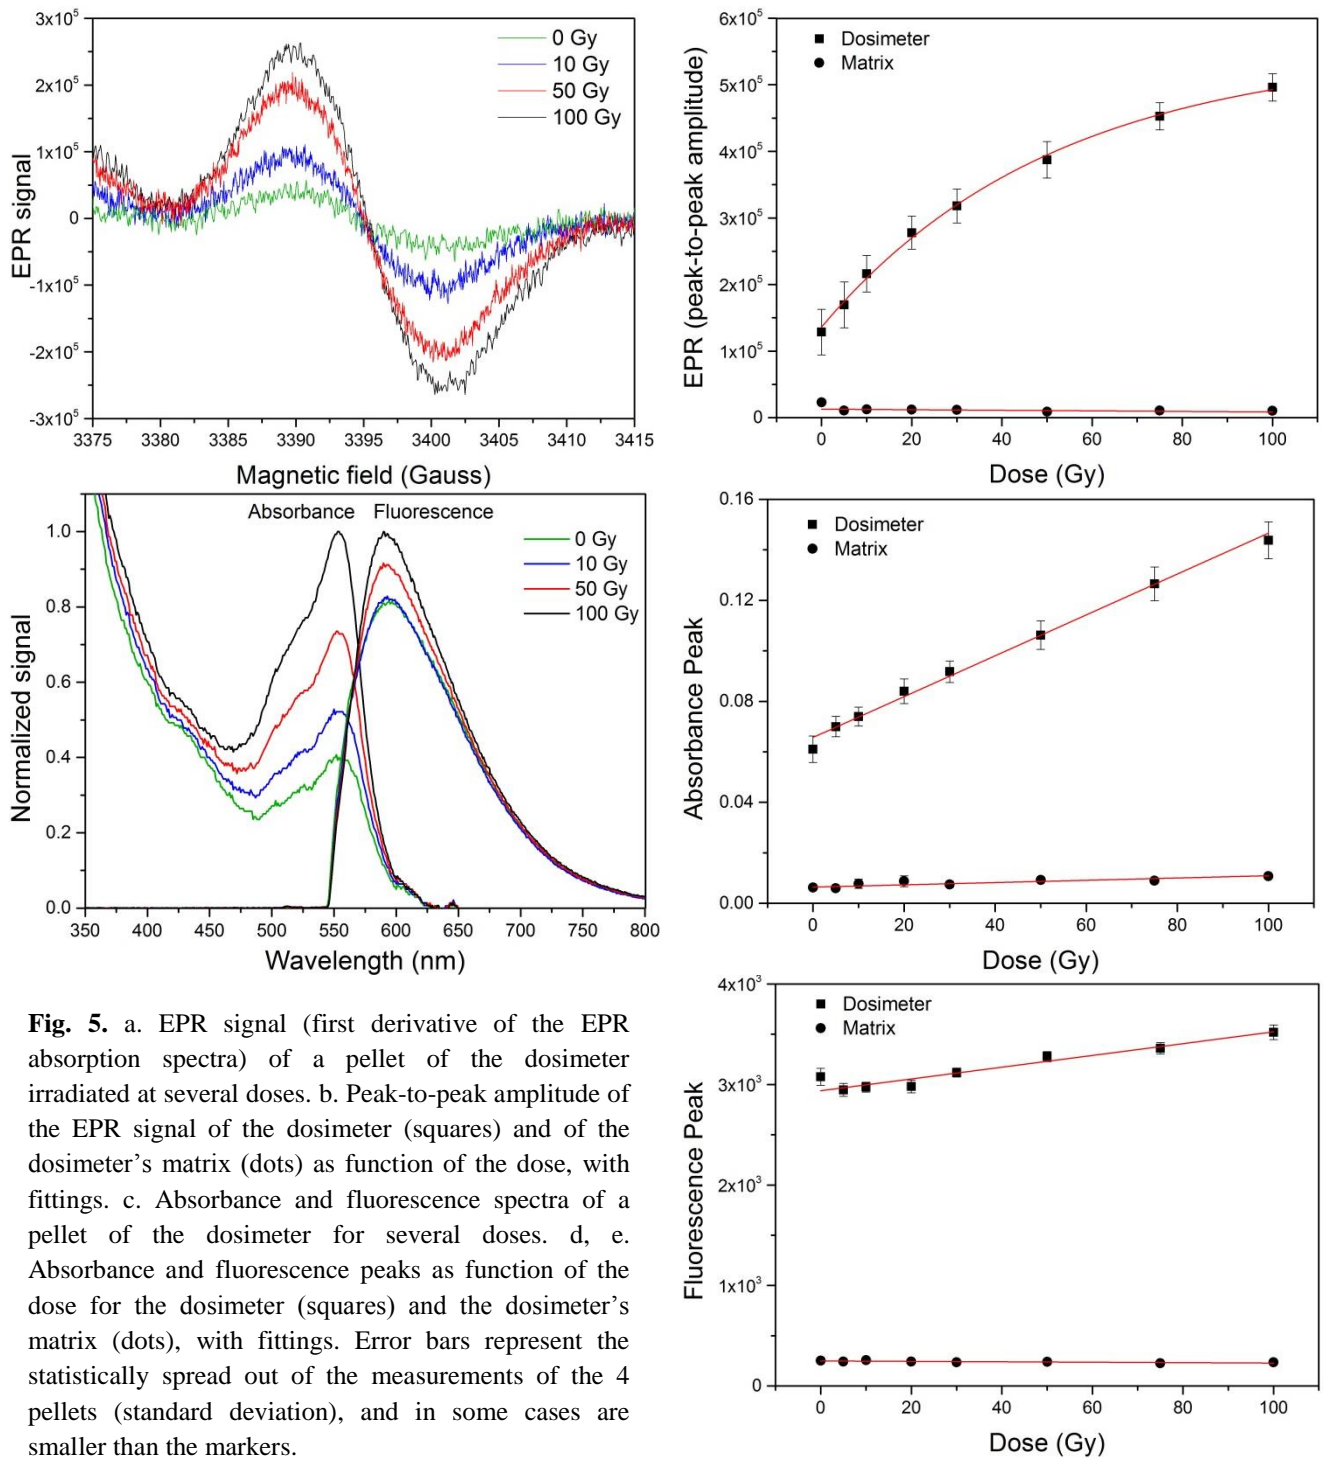 3x10⁵
2x10⁵
1x10⁵
0
-1x10⁵
-2x10⁵
-3x10⁵
EPR signal
0 Gy
10 Gy
50 Gy
100 Gy
3375 3380 3385 3390 3395 3400 3405 3410 3415
Magnetic field (Gauss)
6x10⁵
5x10⁵
4x10⁵
3x10⁵
2x10⁵
1x10⁵
0
EPR (peak-to-peak amplitude)
Dosimeter
Matrix
0 20 40 60 80 100
Dose (Gy)
1.0
0.8
0.6
0.4
0.2
0.0
Normalized signal
Absorbance Fluorescence
0 Gy
10 Gy
50 Gy
100 Gy
350 400 450 500 550 600 650 700 750 800
Wavelength (nm)
0.16
0.12
0.08
0.04
0.00
Absorbance Peak
Dosimeter
Matrix
0 20 40 60 80 100
Dose (Gy)
4x10³
3x10³
2x10³
1x10³
0
Fluorescence Peak
Dosimeter
Matrix
0 20 40 60 80 100
Dose (Gy)
Fig. 5. a. EPR signal (first derivative of the EPR
absorption spectra) of a pellet of the dosimeter
irradiated at several doses. b. Peak-to-peak amplitude of
the EPR signal of the dosimeter (squares) and of the
dosimeter’s matrix (dots) as function of the dose, with
fittings. c. Absorbance and fluorescence spectra of a
pellet of the dosimeter for several doses. d, e.
Absorbance and fluorescence peaks as function of the
dose for the dosimeter (squares) and the dosimeter’s
matrix (dots), with fittings. Error bars represent the
statistically spread out of the measurements of the 4
pellets (standard deviation), and in some cases are
smaller than the markers.